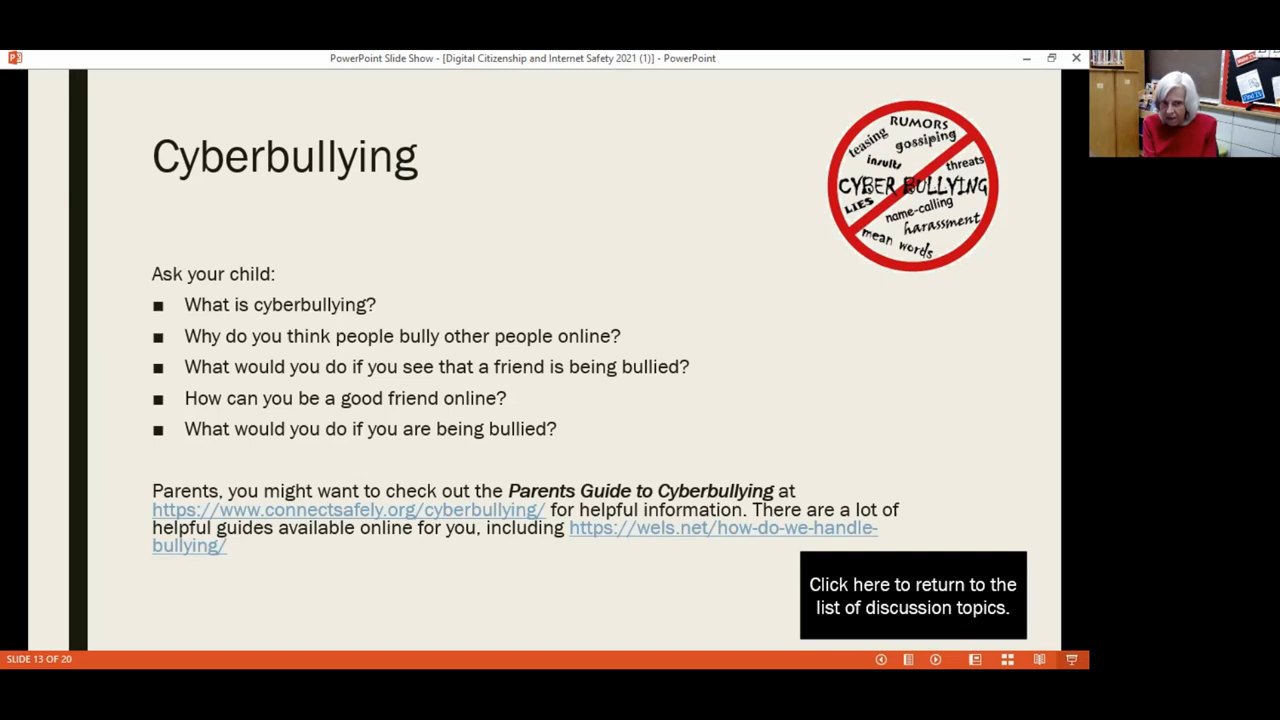 PowerPoint Slide Show - [Digital Citizenship and Internet Safety 2021 (1)] - PowerPoint
Cyberbullying
RUMORS
teasing
gossiping
insults
threats
CYBER BULLYING
LIES
name-calling
harassment
mean words
Ask your child:
■ What is cyberbullying?
■ Why do you think people bully other people online?
■ What would you do if you see that a friend is being bullied?
■ How can you be a good friend online?
■ What would you do if you are being bullied?
Parents, you might want to check out the Parents Guide to Cyberbullying at
https://www.connectsafely.org/cyberbullying/ for helpful information. There are a lot of
helpful guides available online for you, including https://wels.net/how-do-we-handle-
bullying/
Click here to return to the
list of discussion topics.
SLIDE 13 OF 20